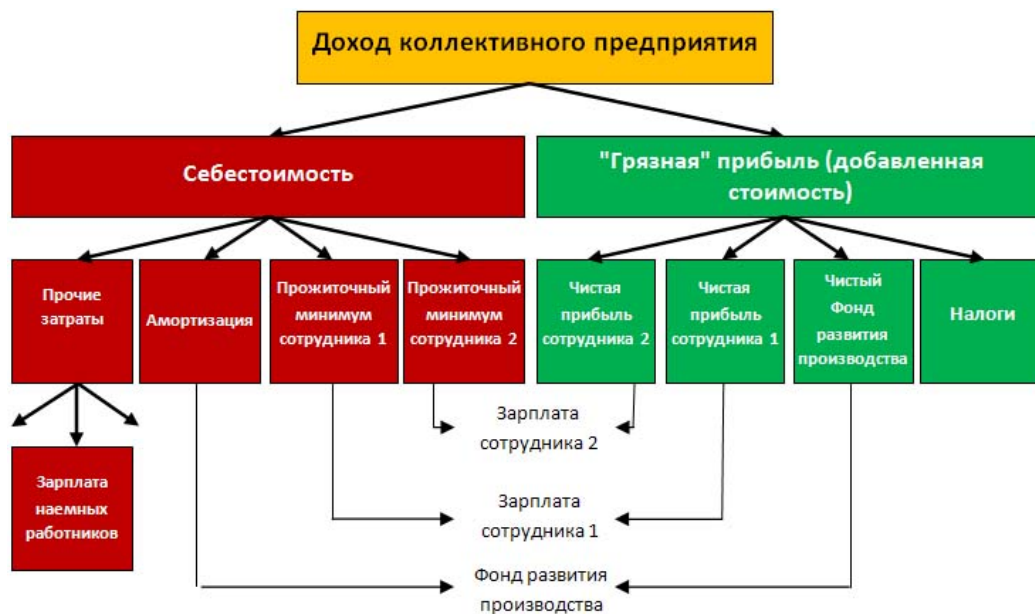 Доход коллективного предприятия
Себестоимость
"Грязная" прибыль (добавленная
стоимость)
Прочие
затраты
Амортизация
Прожиточный
минимум
сотрудника 1
Прожиточный
минимум
сотрудника 2
Чистая
прибыль
сотрудника 2
Чистая
прибыль
сотрудника 1
Чистый
Фонд
развития
производства
Налоги
Зарплата
сотрудника 2
Зарплата
наемных
работников
Зарплата
сотрудника 1
Фонд развития
производства